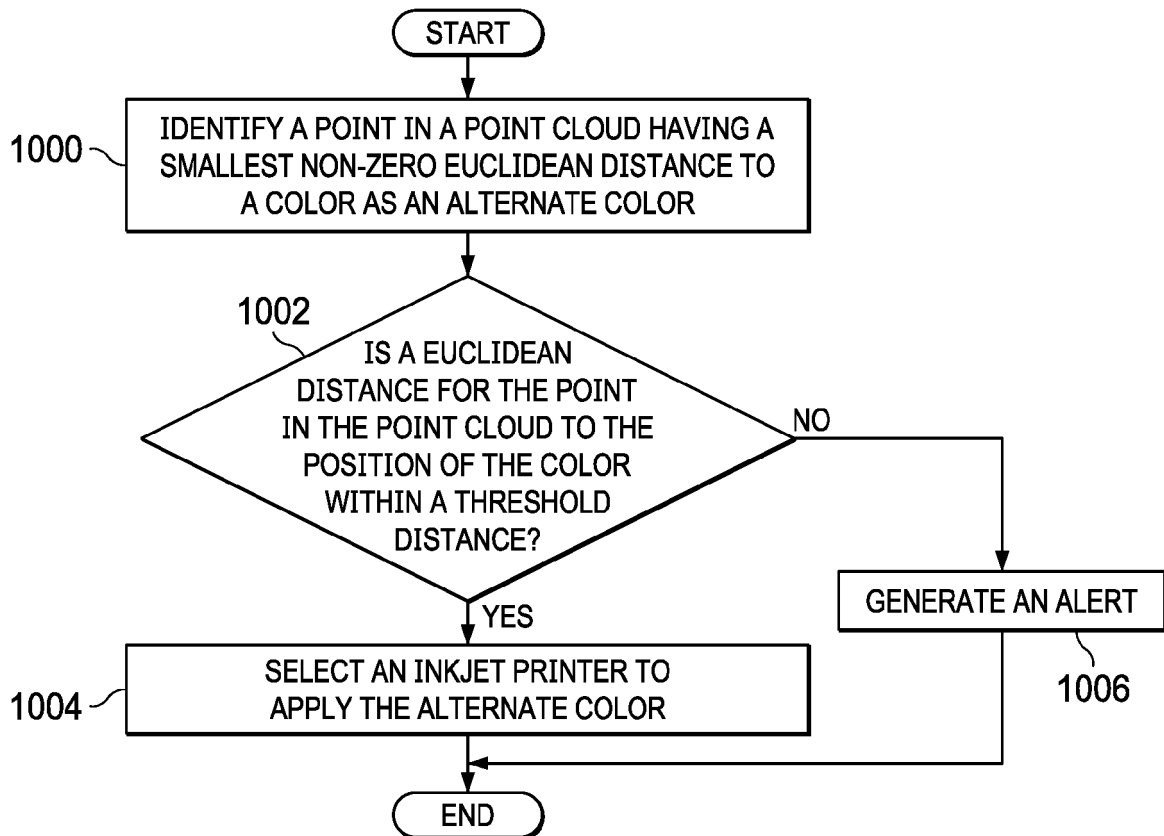 START
1000
IDENTIFY A POINT IN A POINT CLOUD HAVING A
SMALLEST NON-ZERO EUCLIDEAN DISTANCE TO
A COLOR AS AN ALTERNATE COLOR
1002
IS A EUCLIDEAN
DISTANCE FOR THE POINT
IN THE POINT CLOUD TO THE
POSITION OF THE COLOR
WITHIN A THRESHOLD
DISTANCE?
NO
YES
GENERATE AN ALERT
1006
1004
SELECT AN INKJET PRINTER TO
APPLY THE ALTERNATE COLOR
END